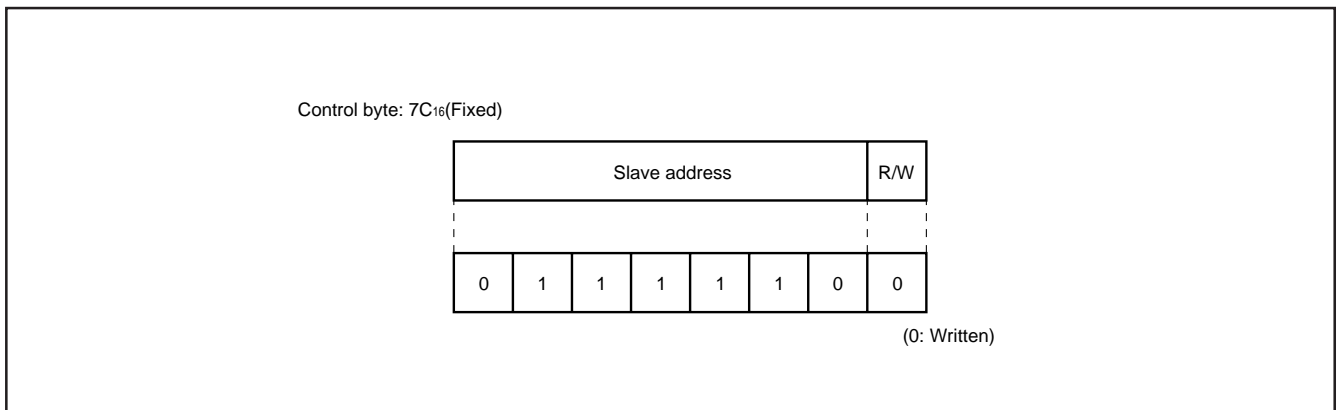 Control byte: 7C16(Fixed)
Slave address R/W
0 1 1 1 1 1 0 0
(0: Written)